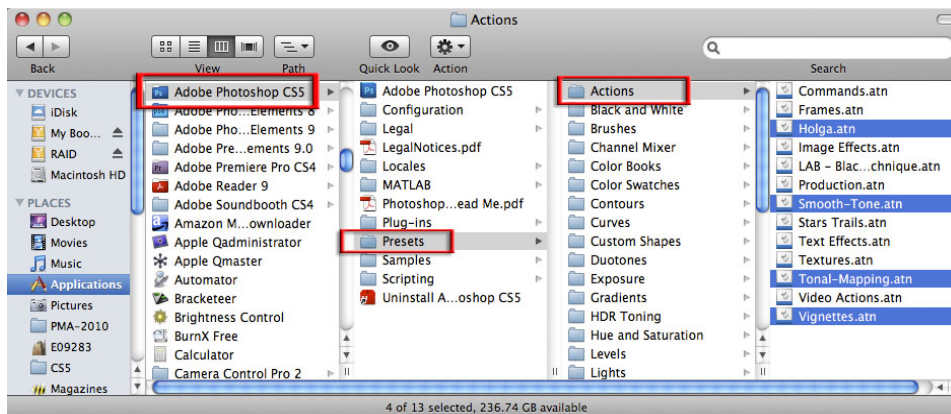 Actions
Back
View
Path
Quick Look
Action
Search
DEVICES
iDisk
My Boo...
RAID
Macintosh HD
PLACES
Desktop
Movies
Music
Applications
Pictures
PMA-2010
E09283
CS5
Magazines
Adobe Photoshop CS5
Adobe Pho...Elements 8
Adobe Pho...Elements 9
Adobe Pre...ements 9.0
Adobe Premiere Pro CS4
Adobe Reader 9
Adobe Soundbooth CS4
Amazon M...ownloader
Apple Qadministrator
Apple Qmaster
Automator
Bracketeer
Brightness Control
BurnX Free
Calculator
Camera Control Pro 2
Adobe Photoshop CS5
Configuration
Legal
LegalNotices.pdf
Locales
MATLAB
Photoshop...ead Me.pdf
Plug-ins
Presets
Samples
Scripting
Uninstall A...oshop CS5
Actions
Black and White
Brushes
Channel Mixer
Color Books
Color Swatches
Contours
Curves
Custom Shapes
Duotones
Exposure
Gradients
HDR Toning
Hue and Saturation
Levels
Lights
Commands.atn
Frames.atn
Holga.atn
Image Effects.atn
LAB - Blac...chnique.atn
Production.atn
Smooth-Tone.atn
Stars Trails.atn
Text Effects.atn
Textures.atn
Tonal-Mapping.atn
Video Actions.atn
Vignettes.atn
4 of 13 selected, 236.74 GB available